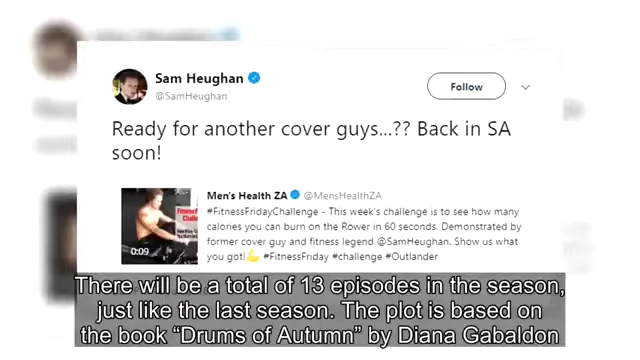 Sam Heughan
@SamHeughan
Follow
Ready for another cover guys...?? Back in SA
soon!
Men's Health ZA @MensHealthZA
#FitnessFridayChallenge - This week's challenge is to see how many
calories you can burn on the Rower in 60 seconds. Demonstrated by
former cover guy and fitness legend @SamHeughan. Show us what
you got!💪 #FitnessFriday #challenge #Outlander
0:09
There will be a total of 13 episodes in the season,
just like the last season. The plot is based on
the book “Drums of Autumn” by Diana Gabaldon